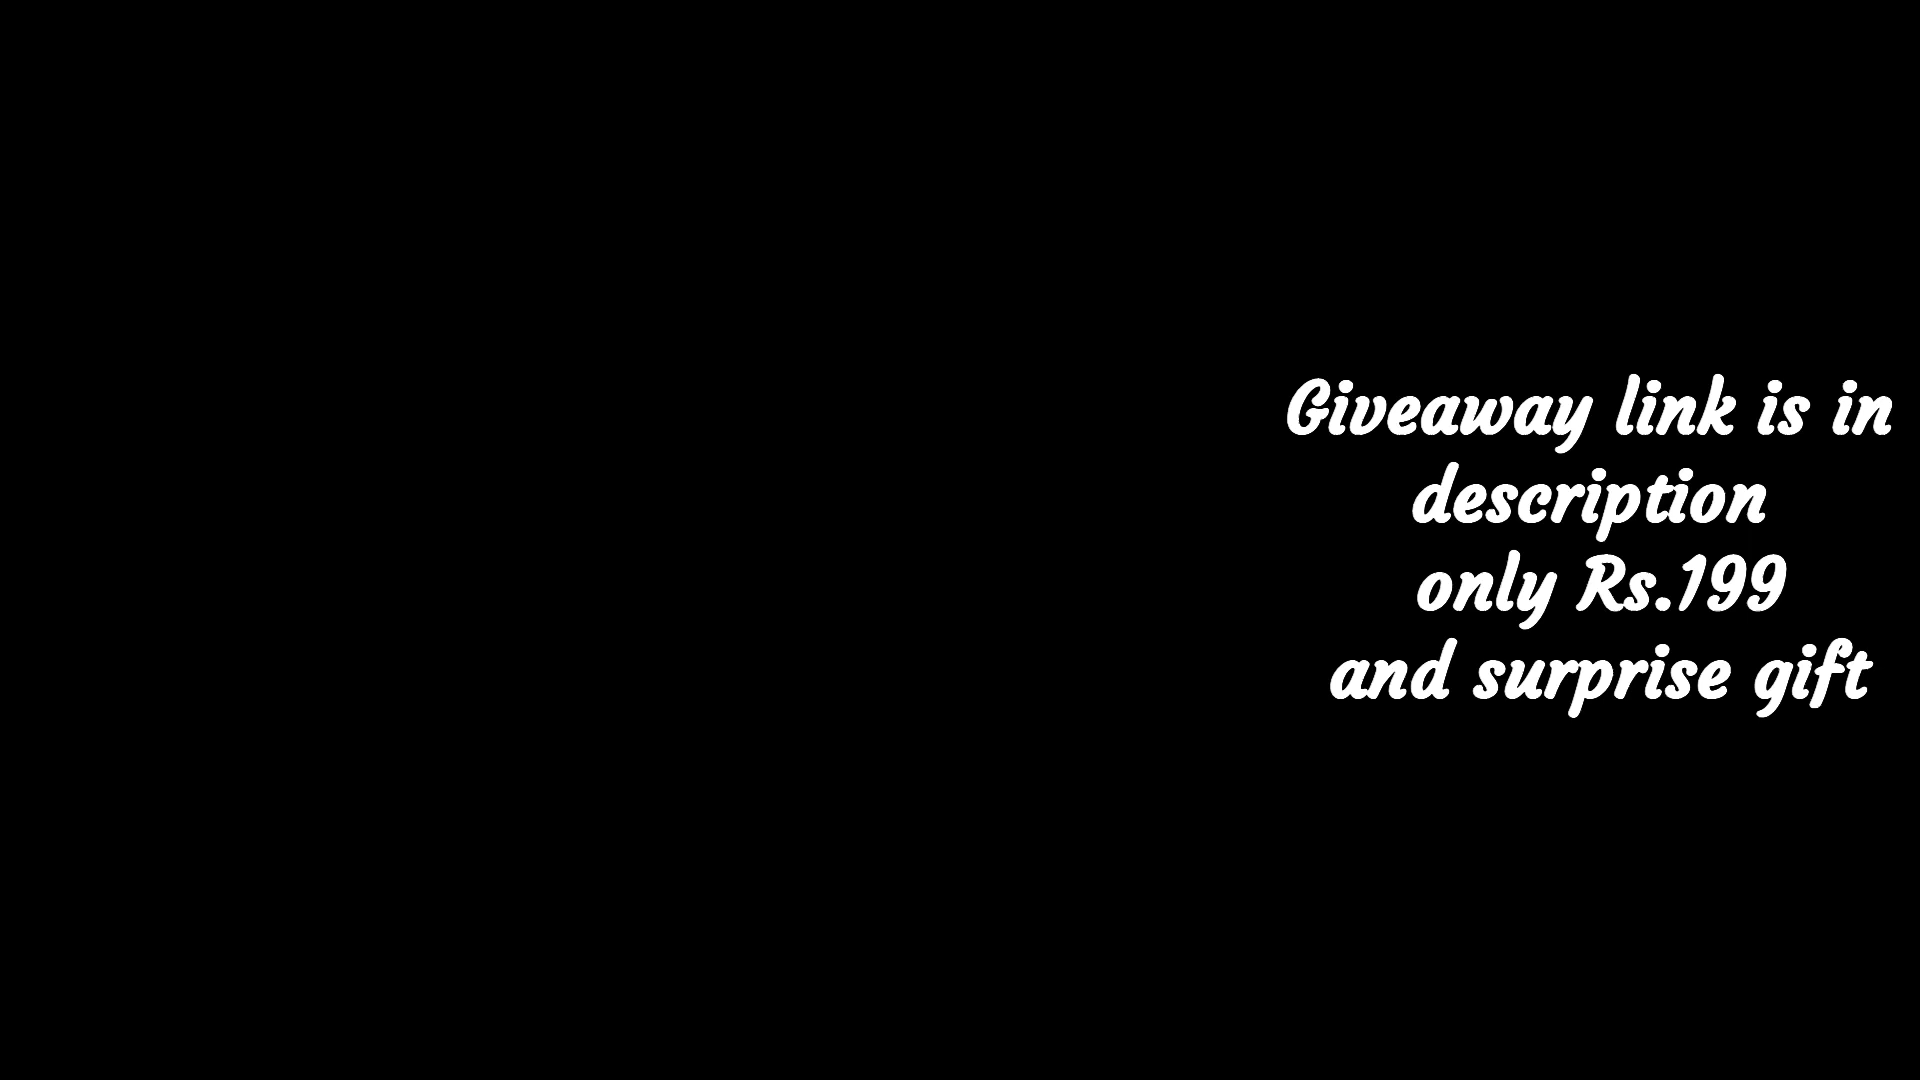 Giveaway link is in
description
only Rs.199
and surprise gift